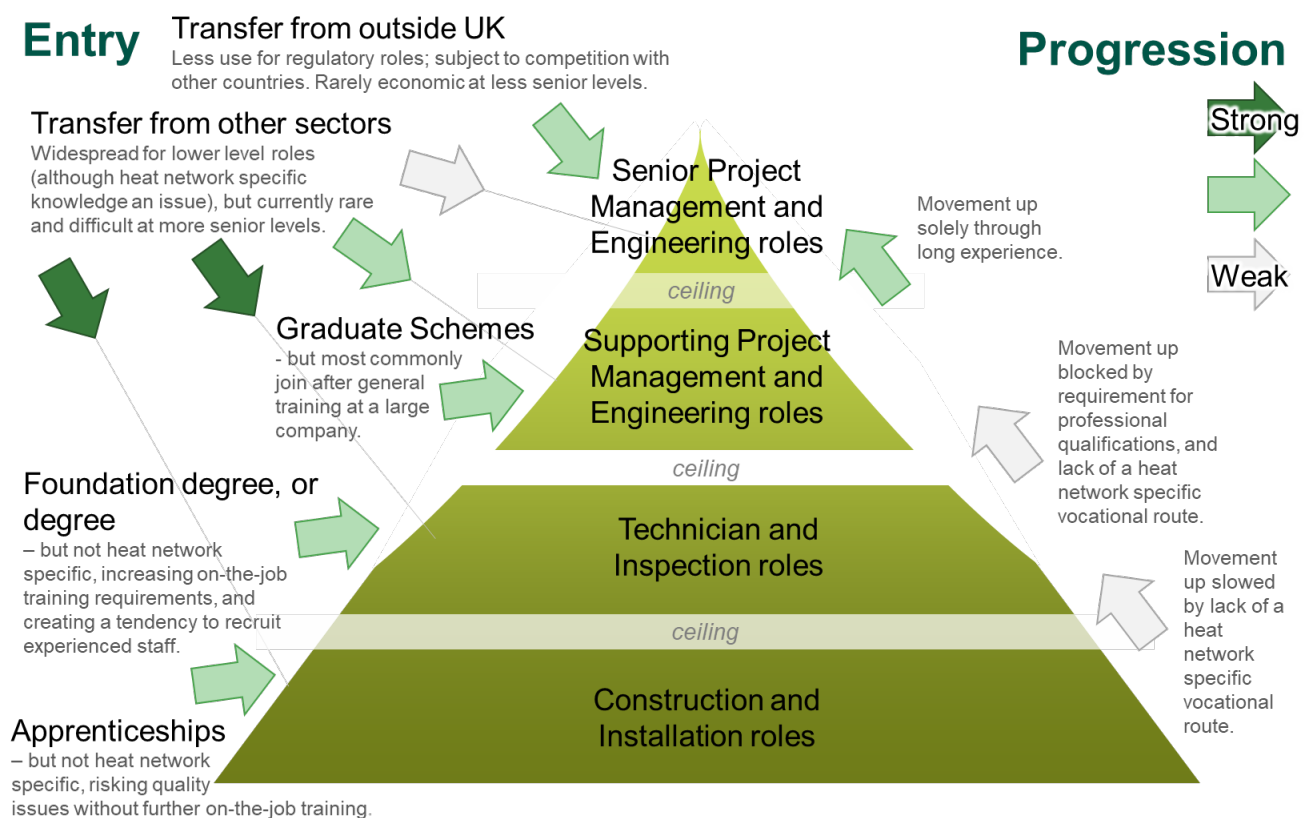 Entry
Transfer from outside UK
Less use for regulatory roles; subject to competition with
other countries. Rarely economic at less senior levels.
Progression
Strong
Weak
Transfer from other sectors
Widespread for lower level roles
(although heat network specific
knowledge an issue), but currently rare
and difficult at more senior levels.
Senior Project
Management and
Engineering roles
Movement up
solely through
long experience.
ceiling
Graduate Schemes
- but most commonly
join after general
training at a large
company.
Supporting Project
Management and
Engineering roles
Movement up
blocked by
requirement for
professional
qualifications, and
lack of a heat
network specific
vocational route.
ceiling
Foundation degree, or
degree
– but not heat network
specific, increasing on-the-job
training requirements, and
creating a tendency to recruit
experienced staff.
Technician and
Inspection roles
Movement
up slowed
by lack of a
heat
network
specific
vocational
route.
ceiling
Apprenticeships
– but not heat network
specific, risking quality
issues without further on-the-job training.
Construction and
Installation roles